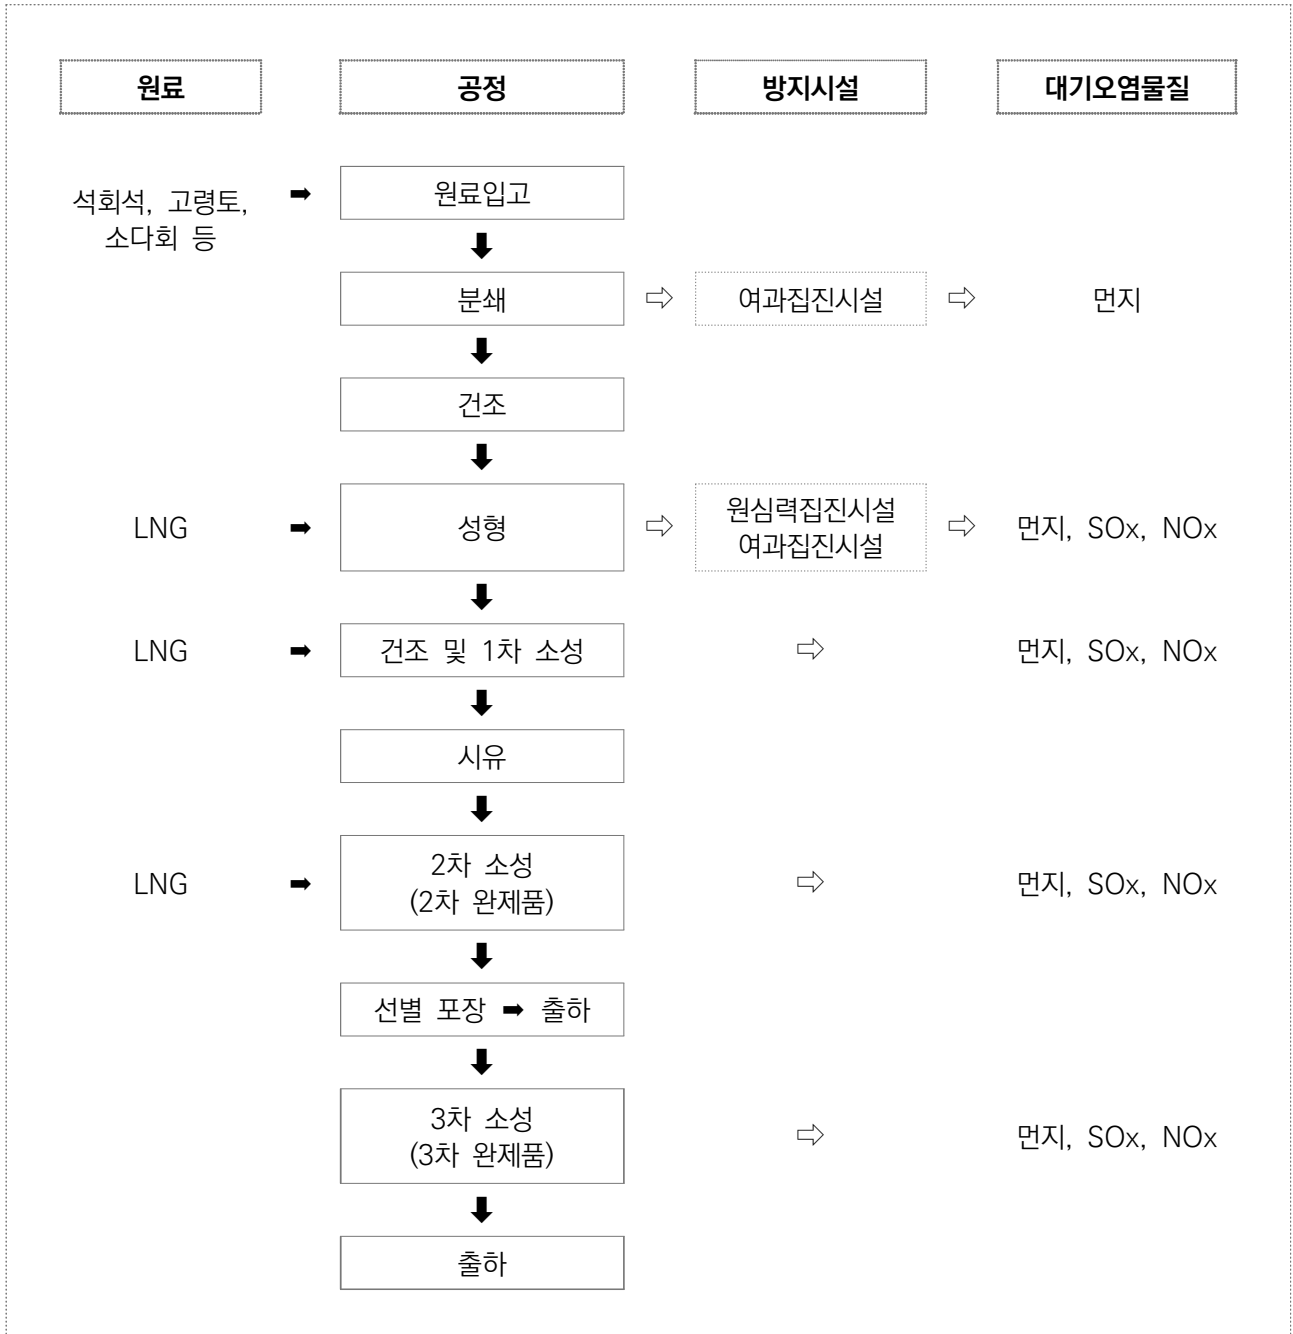 원료 공정 방지시설 대기오염물질
석회석, 고령토,
소다회 등
➡ 원료입고
⬇
분쇄 ⇨ 여과집진시설 ⇨ 먼지
⬇
건조
⬇
LNG ➡ 성형 ⇨ 원심력집진시설
여과집진시설 ⇨ 먼지, SOx, NOx
⬇
LNG ➡ 건조 및 1차 소성 ⇨ 먼지, SOx, NOx
⬇
시유
⬇
LNG ➡ 2차 소성
(2차 완제품) ⇨ 먼지, SOx, NOx
⬇
선별 포장 ➡ 출하
⬇
3차 소성
(3차 완제품) ⇨ 먼지, SOx, NOx
⬇
출하